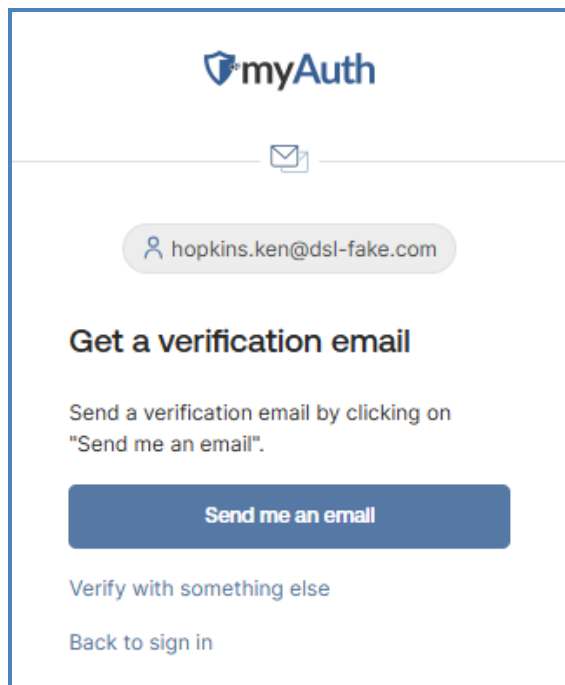 myAuth
hopkins.ken@dsl-fake.com
Get a verification email
Send a verification email by clicking on
"Send me an email".
Send me an email
Verify with something else
Back to sign in